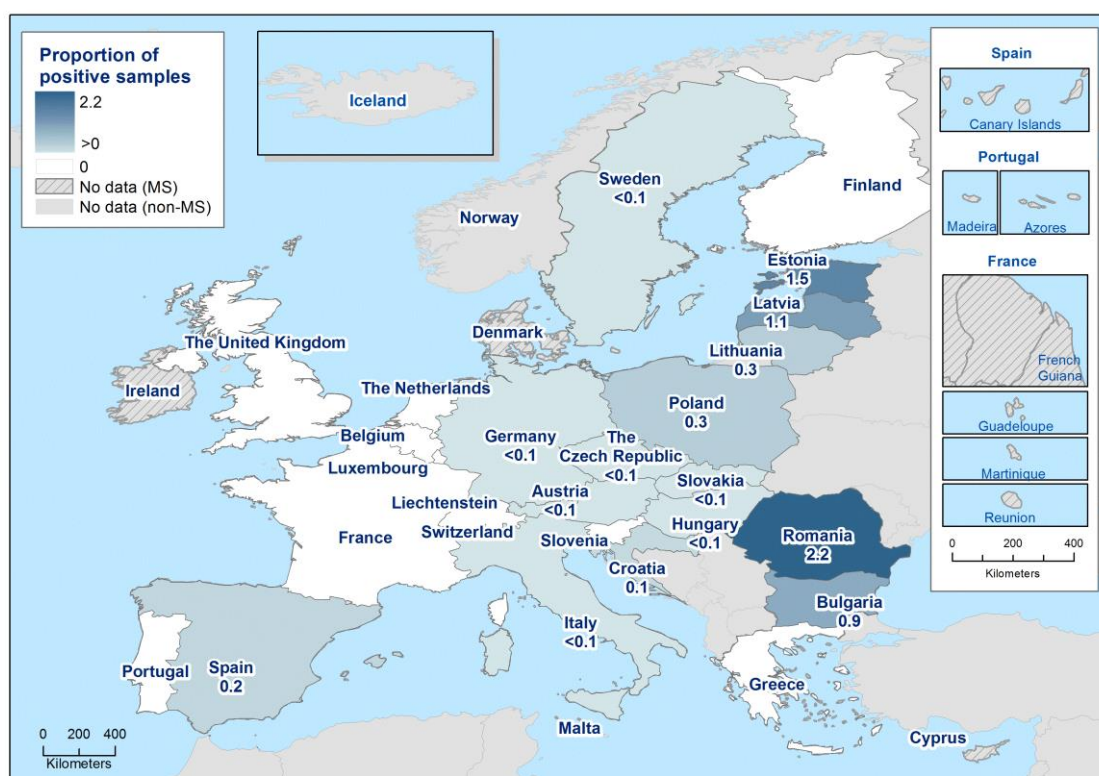 Proportion of
positive samples
2.2
>0
0
No data (MS)
No data (non-MS)
Iceland
Norway
Sweden
<0.1
Finland
Estonia
1.5
Latvia
1.1
Lithuania
0.3
Denmark
The United Kingdom
Ireland
The Netherlands
Belgium
Luxembourg
Germany
<0.1
Poland
0.3
The
Czech Republic
<0.1
Slovakia
<0.1
Austria
<0.1
Liechtenstein
Switzerland
France
Hungary
<0.1
Slovenia
Croatia
0.1
Romania
2.2
Bulgaria
0.9
Italy
<0.1
Portugal
Spain
0.2
Greece
Malta
Cyprus
0 200 400
Kilometers
Spain
Canary Islands
Portugal
Madeira
Azores
France
French
Guiana
Guadeloupe
Martinique
Reunion
0 200 400
Kilometers